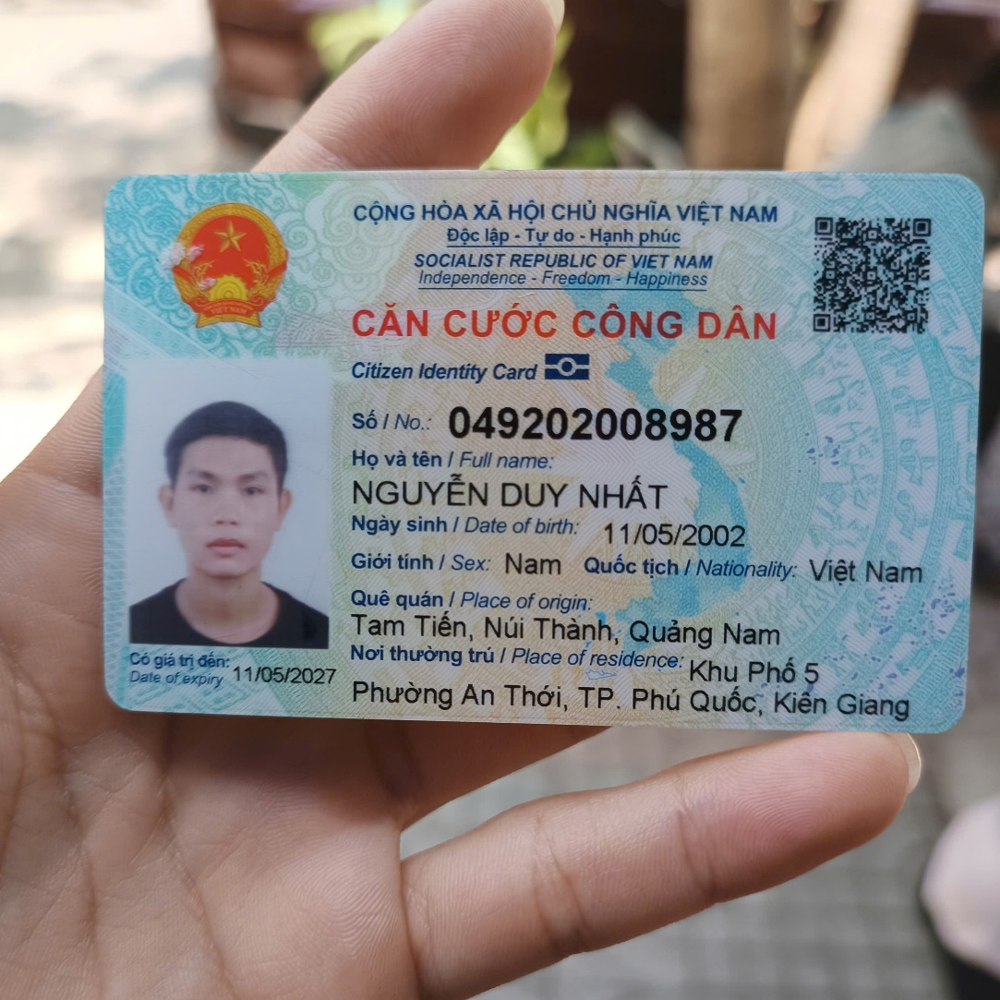 CỘNG HÒA XÃ HỘI CHỦ NGHĨA VIỆT NAM
Độc lập - Tự do - Hạnh phúc
SOCIALIST REPUBLIC OF VIET NAM
Independence - Freedom - Happiness
CĂN CƯỚC CÔNG DÂN
Citizen Identity Card
Số / No.: 049202008987
Họ và tên / Full name:
NGUYỄN DUY NHẤT
Ngày sinh / Date of birth: 11/05/2002
Giới tính / Sex: Nam Quốc tịch / Nationality: Việt Nam
Quê quán / Place of origin:
Tam Tiến, Núi Thành, Quảng Nam
Nơi thường trú / Place of residence: Khu Phố 5
Phường An Thới, TP. Phú Quốc, Kiên Giang
Có giá trị đến: 11/05/2027
Date of expiry
VIỆT NAM